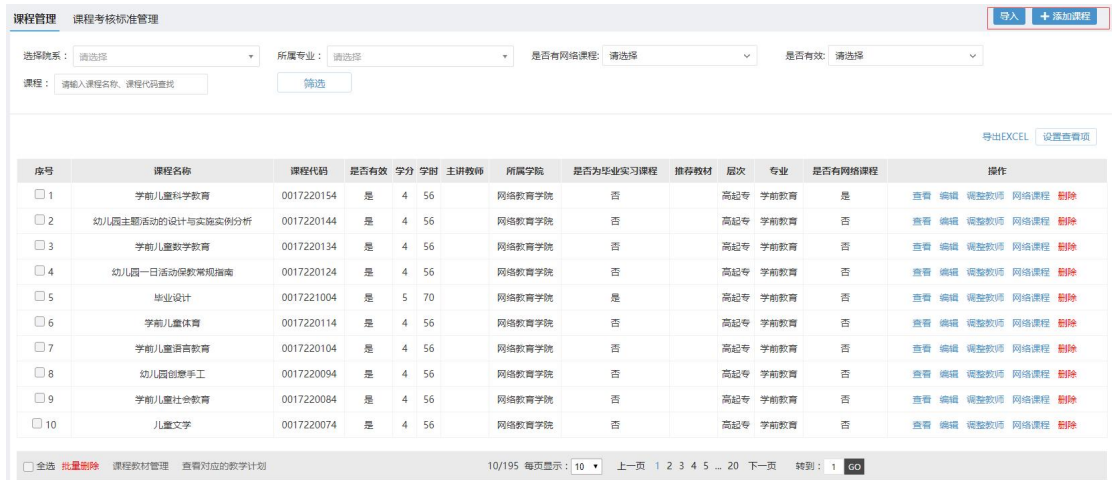 课程管理 课程考核标准管理 导入 + 添加课程
选择院系： 请选择 所属专业： 请选择 是否有网络课程: 请选择 是否有效: 请选择
课程： 请输入课程名称、课程代码查找 筛选
导出EXCEL 设置查看项
序号 课程名称 课程代码 是否有效 学分 学时 主讲教师 所属学院 是否为毕业实习课程 推荐教材 层次 专业 是否有网络课程 操作
1 学前儿童科学教育 0017220154 是 4 56 网络教育学院 否 高起专 学前教育 是 查看 编辑 调整教师 网络课程 删除
2 幼儿园主题活动的设计与实施实例分析 0017220144 是 4 56 网络教育学院 否 高起专 学前教育 否 查看 编辑 调整教师 网络课程 删除
3 学前儿童数学教育 0017220134 是 4 56 网络教育学院 否 高起专 学前教育 否 查看 编辑 调整教师 网络课程 删除
4 幼儿园一日活动保教常规指南 0017220124 是 4 56 网络教育学院 否 高起专 学前教育 否 查看 编辑 调整教师 网络课程 删除
5 毕业设计 0017221004 是 5 70 网络教育学院 是 高起专 学前教育 否 查看 编辑 调整教师 网络课程 删除
6 学前儿童体育 0017220114 是 4 56 网络教育学院 否 高起专 学前教育 否 查看 编辑 调整教师 网络课程 删除
7 学前儿童语言教育 0017220104 是 4 56 网络教育学院 否 高起专 学前教育 否 查看 编辑 调整教师 网络课程 删除
8 幼儿园创意手工 0017220094 是 4 56 网络教育学院 否 高起专 学前教育 否 查看 编辑 调整教师 网络课程 删除
9 学前儿童社会教育 0017220084 是 4 56 网络教育学院 否 高起专 学前教育 否 查看 编辑 调整教师 网络课程 删除
10 儿童文学 0017220074 是 4 56 网络教育学院 否 高起专 学前教育 否 查看 编辑 调整教师 网络课程 删除
全选 批量删除 课程教材管理 查看对应的教学计划 10/195 每页显示： 10 上一页 1 2 3 4 5 ... 20 下一页 转到： 1 GO